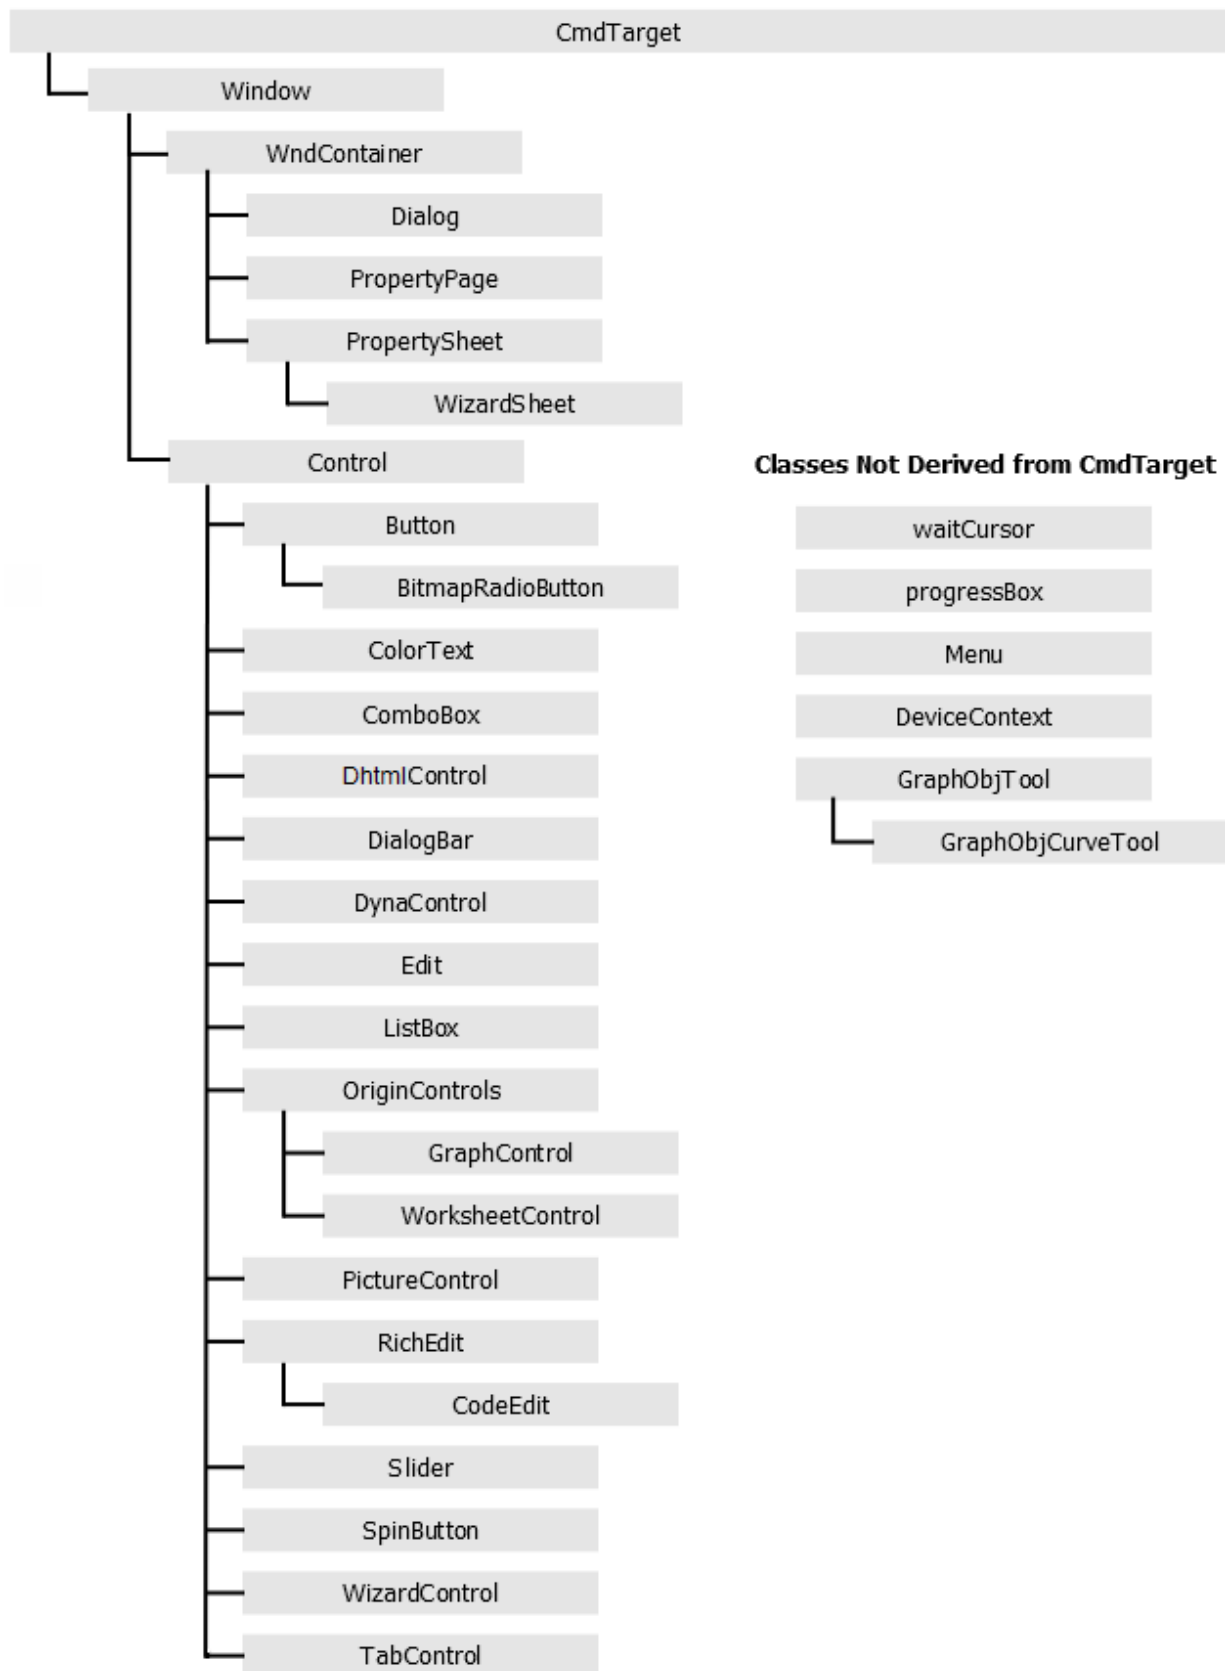 CmdTarget
Window
WndContainer
Dialog
PropertyPage
PropertySheet
WizardSheet
Control
Button
BitmapRadioButton
ColorText
ComboBox
DhtmlControl
DialogBar
DynaControl
Edit
ListBox
OriginControls
GraphControl
WorksheetControl
PictureControl
RichEdit
CodeEdit
Slider
SpinButton
WizardControl
TabControl
Classes Not Derived from CmdTarget
waitCursor
progressBox
Menu
DeviceContext
GraphObjTool
GraphObjCurveTool